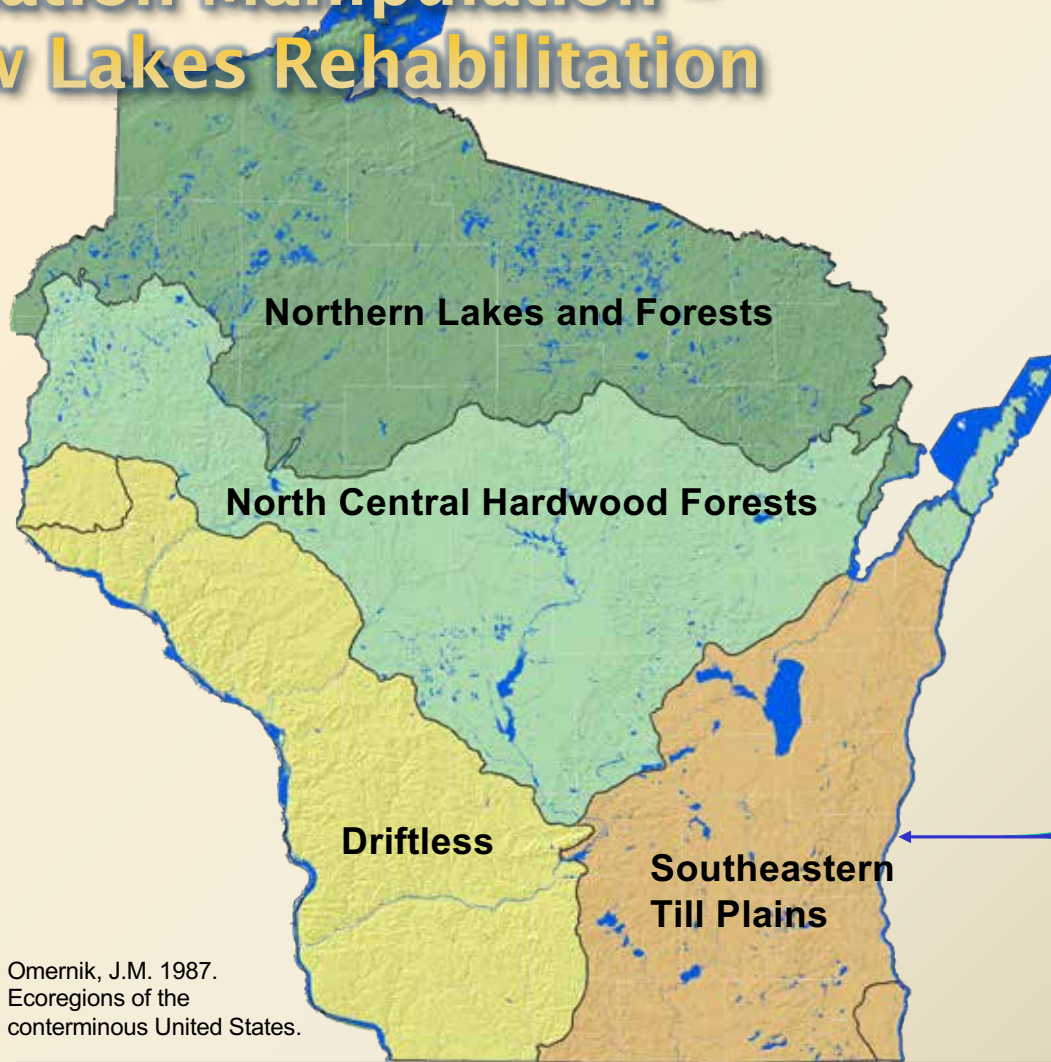 Manipulation -
Lakes Rehabilitation
Northern Lakes and Forests
North Central Hardwood Forests
Driftless
Southeastern
Till Plains
Omernik, J.M. 1987.
Ecoregions of the
conterminous United States.